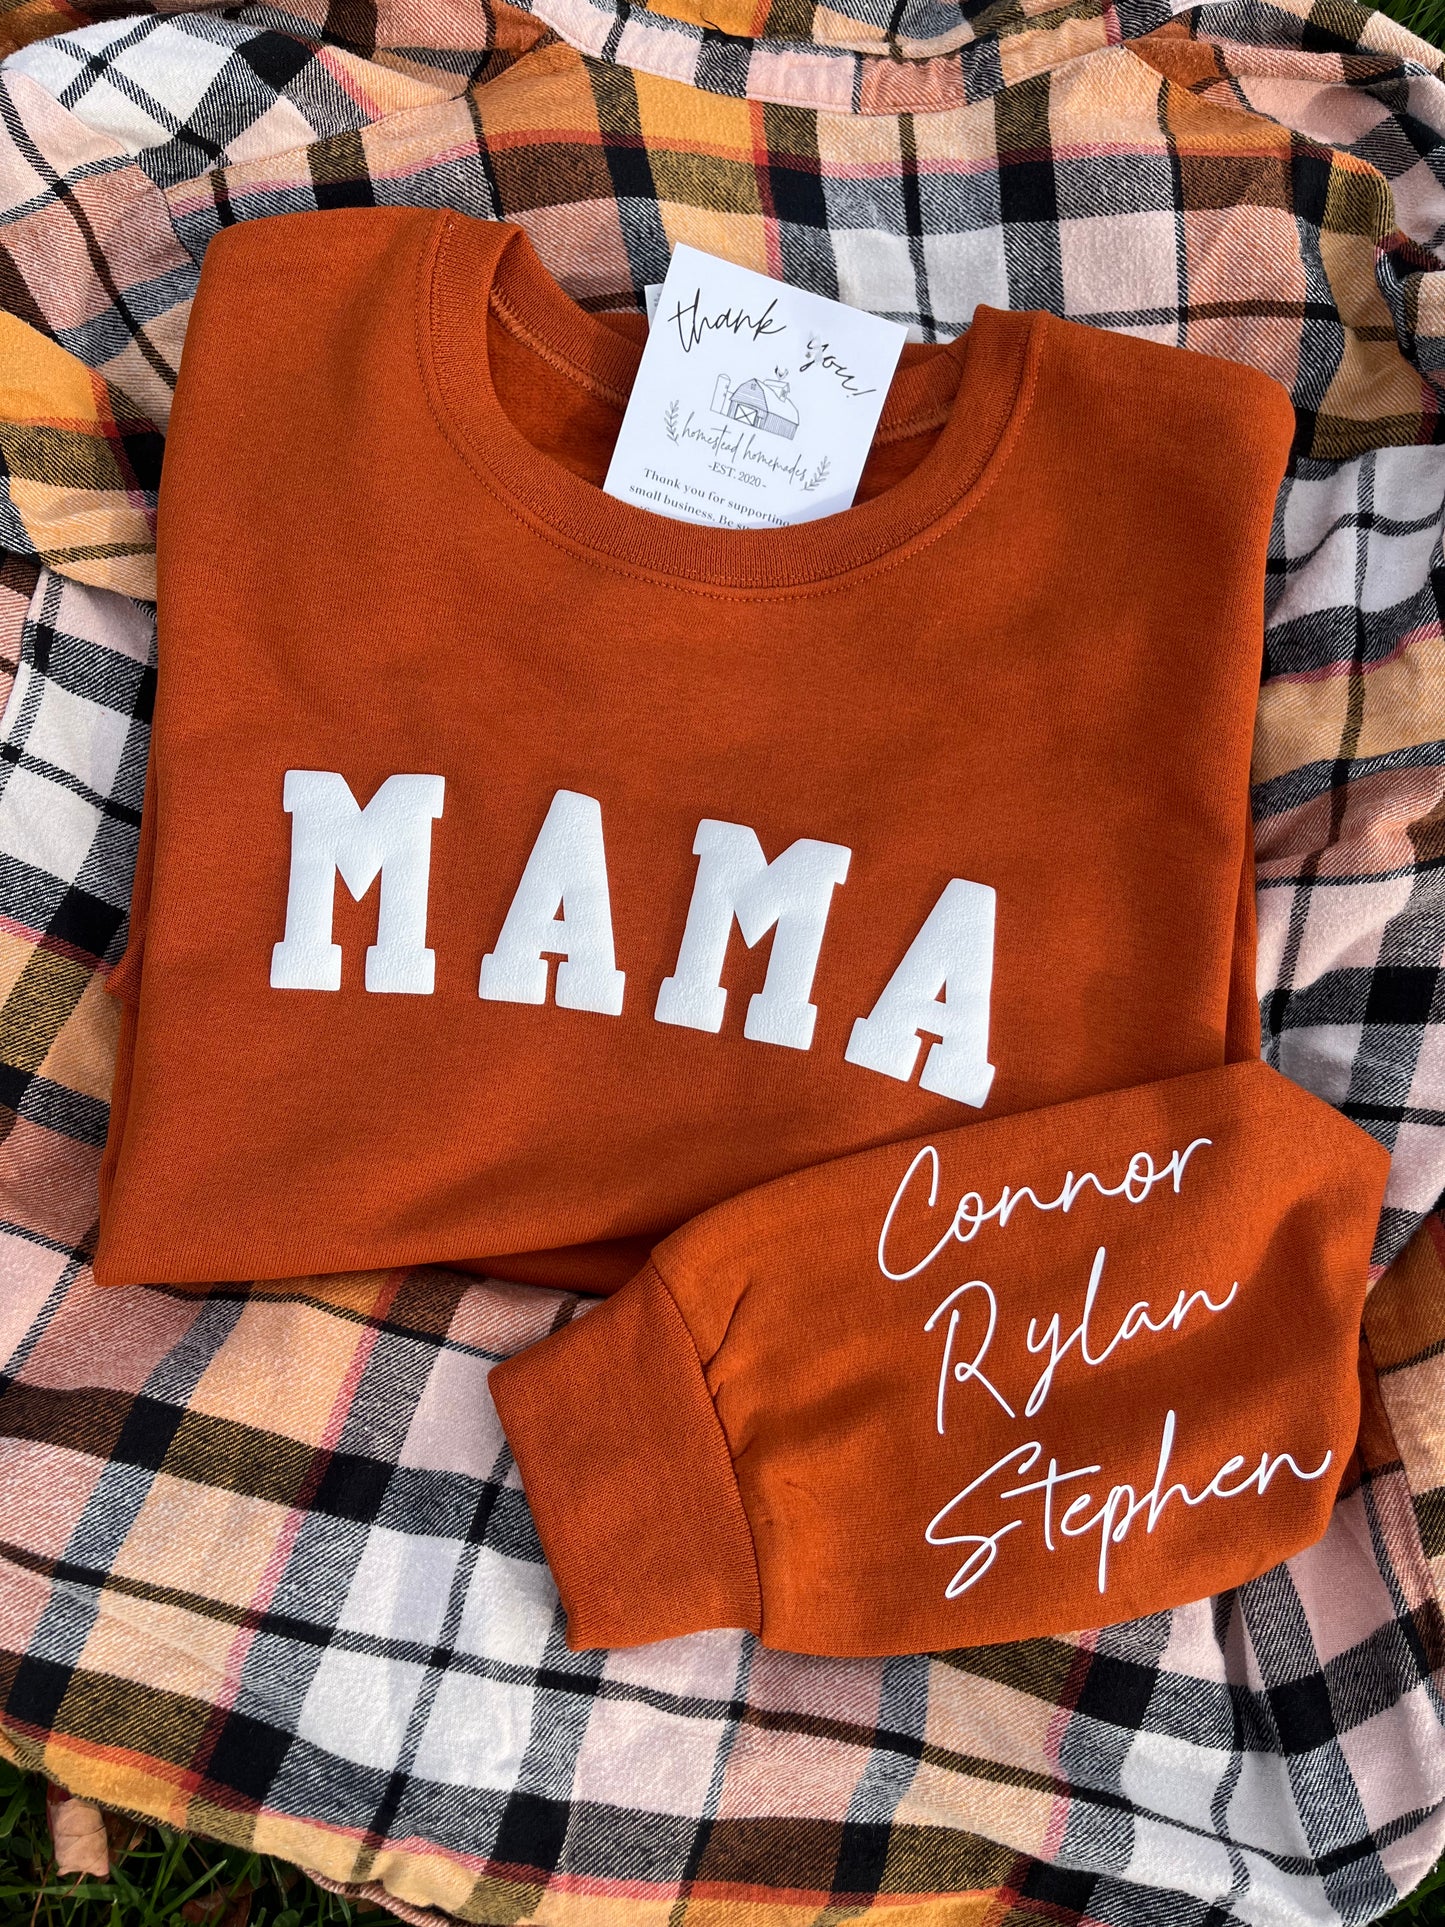 thank you!
homestead homemades
-EST. 2020-
Thank you for supporting
small business. Be
MAMA
Connor
Rylan
Stephen